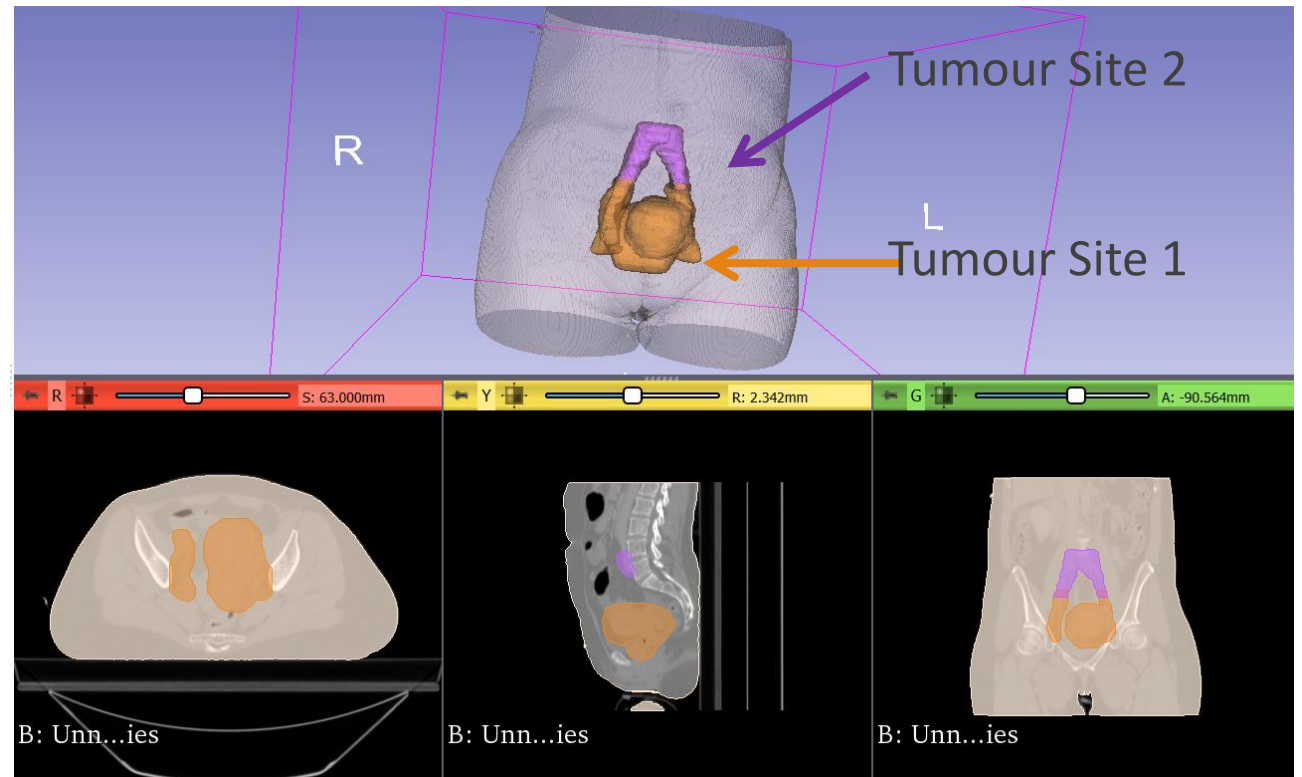 Tumour Site 2
R
L
Tumour Site 1
R S: 63.000mm
Y R: 2.342mm
G A: -90.564mm
B: Unn...ies
B: Unn...ies
B: Unn...ies